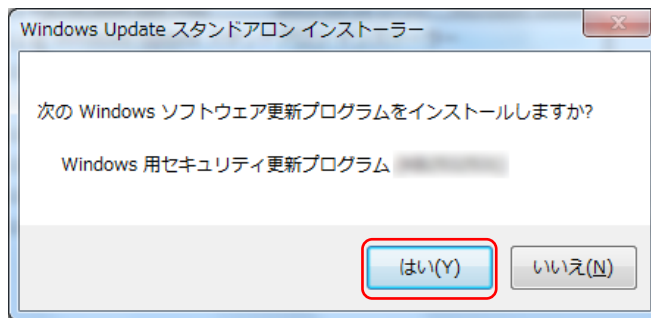 Windows Update スタンドアロン インストーラー
次の Windows ソフトウェア更新プログラムをインストールしますか?
Windows 用セキュリティ更新プログラム
はい(Y)
いいえ(N)